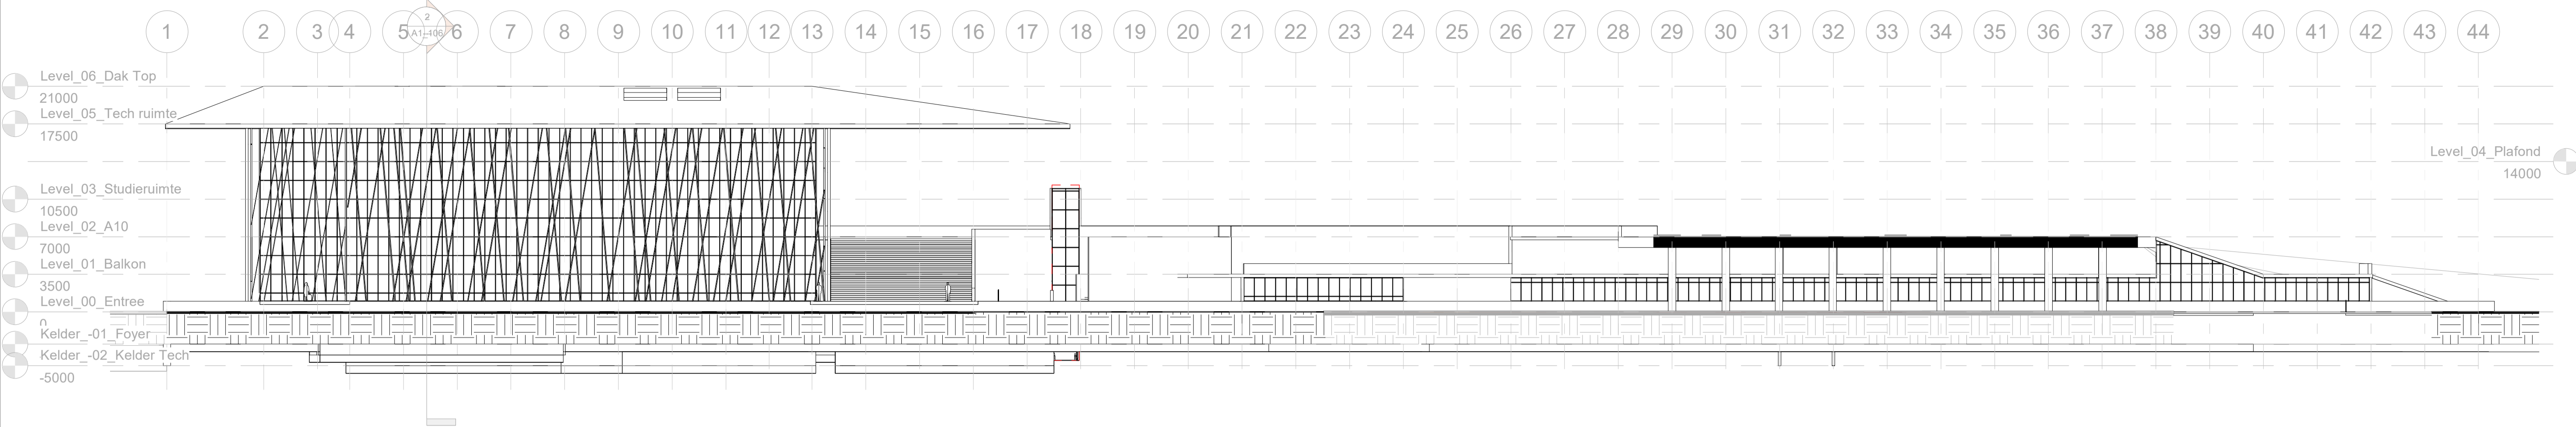 1 2 3 4 5 6 7 8 9 10 11 12 13 14 15 16 17 18 19 20 21 22 23 24 25 26 27 28 29 30 31 32 33 34 35 36 37 38 39 40 41 42 43 44
2
A1-106
Level_06_Dak Top
21000
Level_05_Tech ruimte
17500
Level_04_Plafond
14000
Level_03_Studieruimte
10500
Level_02_A10
7000
Level_01_Balkon
3500
Level_00_Entree
0
Kelder_-01_Foyer
Kelder_-02_Kelder Tech
-5000